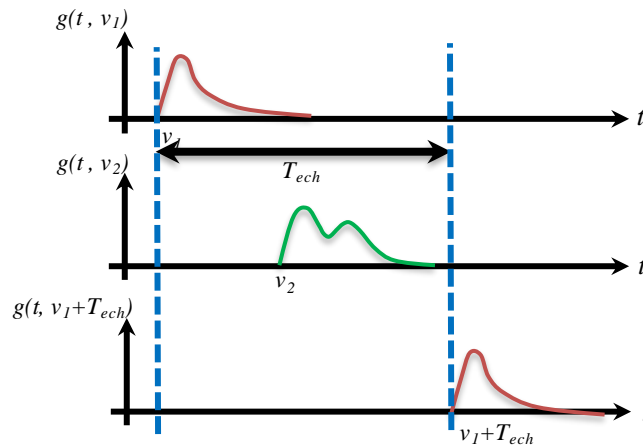 g(t , v1)
t
v1
Tech
g(t , v2)
t
v2
g(t, v1+Tech)
v1+Tech